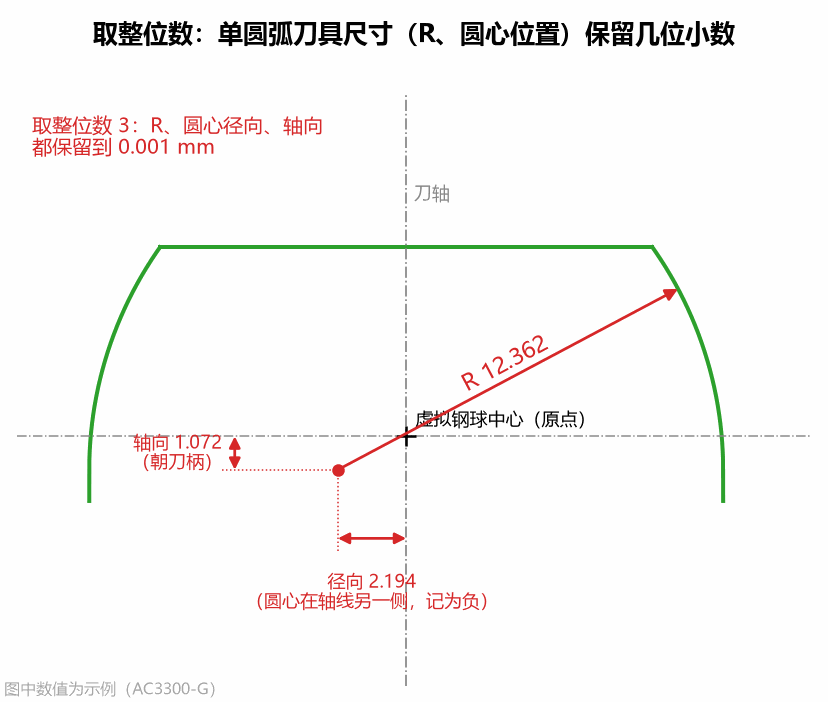 取整位数：单圆弧刀具尺寸（R、圆心位置）保留几位小数
取整位数 3：R、圆心径向、轴向
都保留到 0.001 mm
刀轴
R 12.362
虚拟钢球中心（原点）
轴向 1.072
（朝刀柄）
径向 2.194
（圆心在轴线另一侧，记为负）
图中数值为示例（AC3300-G）